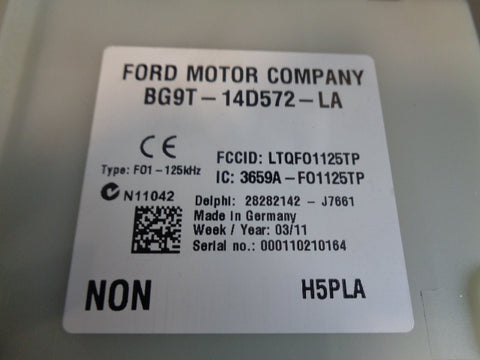 FORD MOTOR COMPANY
BG9T-14D572-LA
CE
Type: FO1-125kHz
FCCID: LTQFO1125TP
IC: 3659A-FO1125TP
N11042
Delphi: 28282142 - J7661
Made in Germany
Week / Year: 03/11
Serial no.: 000110210164
NON
H5PLA